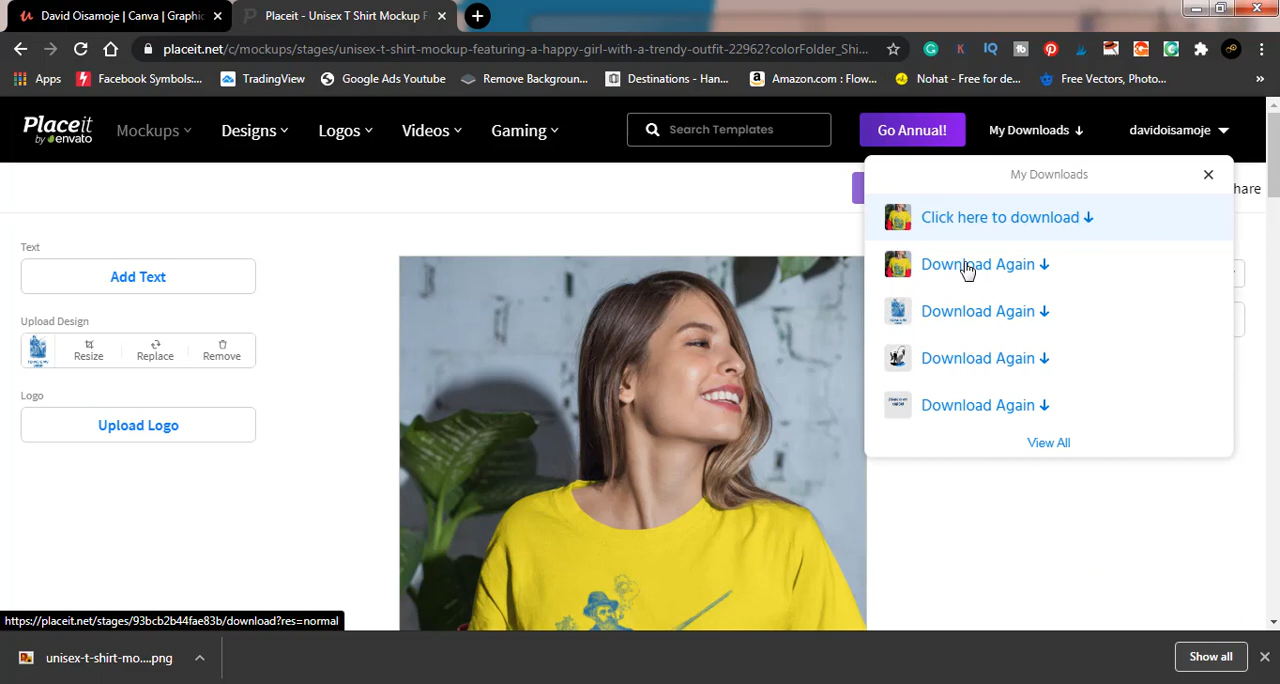 David Oisamoje | Canva | Graphic
Placeit - Unisex T Shirt Mockup F
placeit.net/c/mockups/stages/unisex-t-shirt-mockup-featuring-a-happy-girl-with-a-trendy-outfit-22962?colorFolder_Shi...
Apps
Facebook Symbols:...
TradingView
Google Ads Youtube
Remove Backgroun...
Destinations - Han...
Amazon.com : Flow...
Nohat - Free for de...
Free Vectors, Photo...
»
Placeit
by envato
Mockups
Designs
Logos
Videos
Gaming
Search Templates
Go Annual!
My Downloads
davidoisamoje
My Downloads
hare
Click here to download
Download Again
Download Again
Download Again
Download Again
View All
Text
Add Text
Upload Design
Resize
Replace
Remove
Logo
Upload Logo
https://placeit.net/stages/93bcb2b44fae83b/download?res=normal
unisex-t-shirt-mo....png
Show all